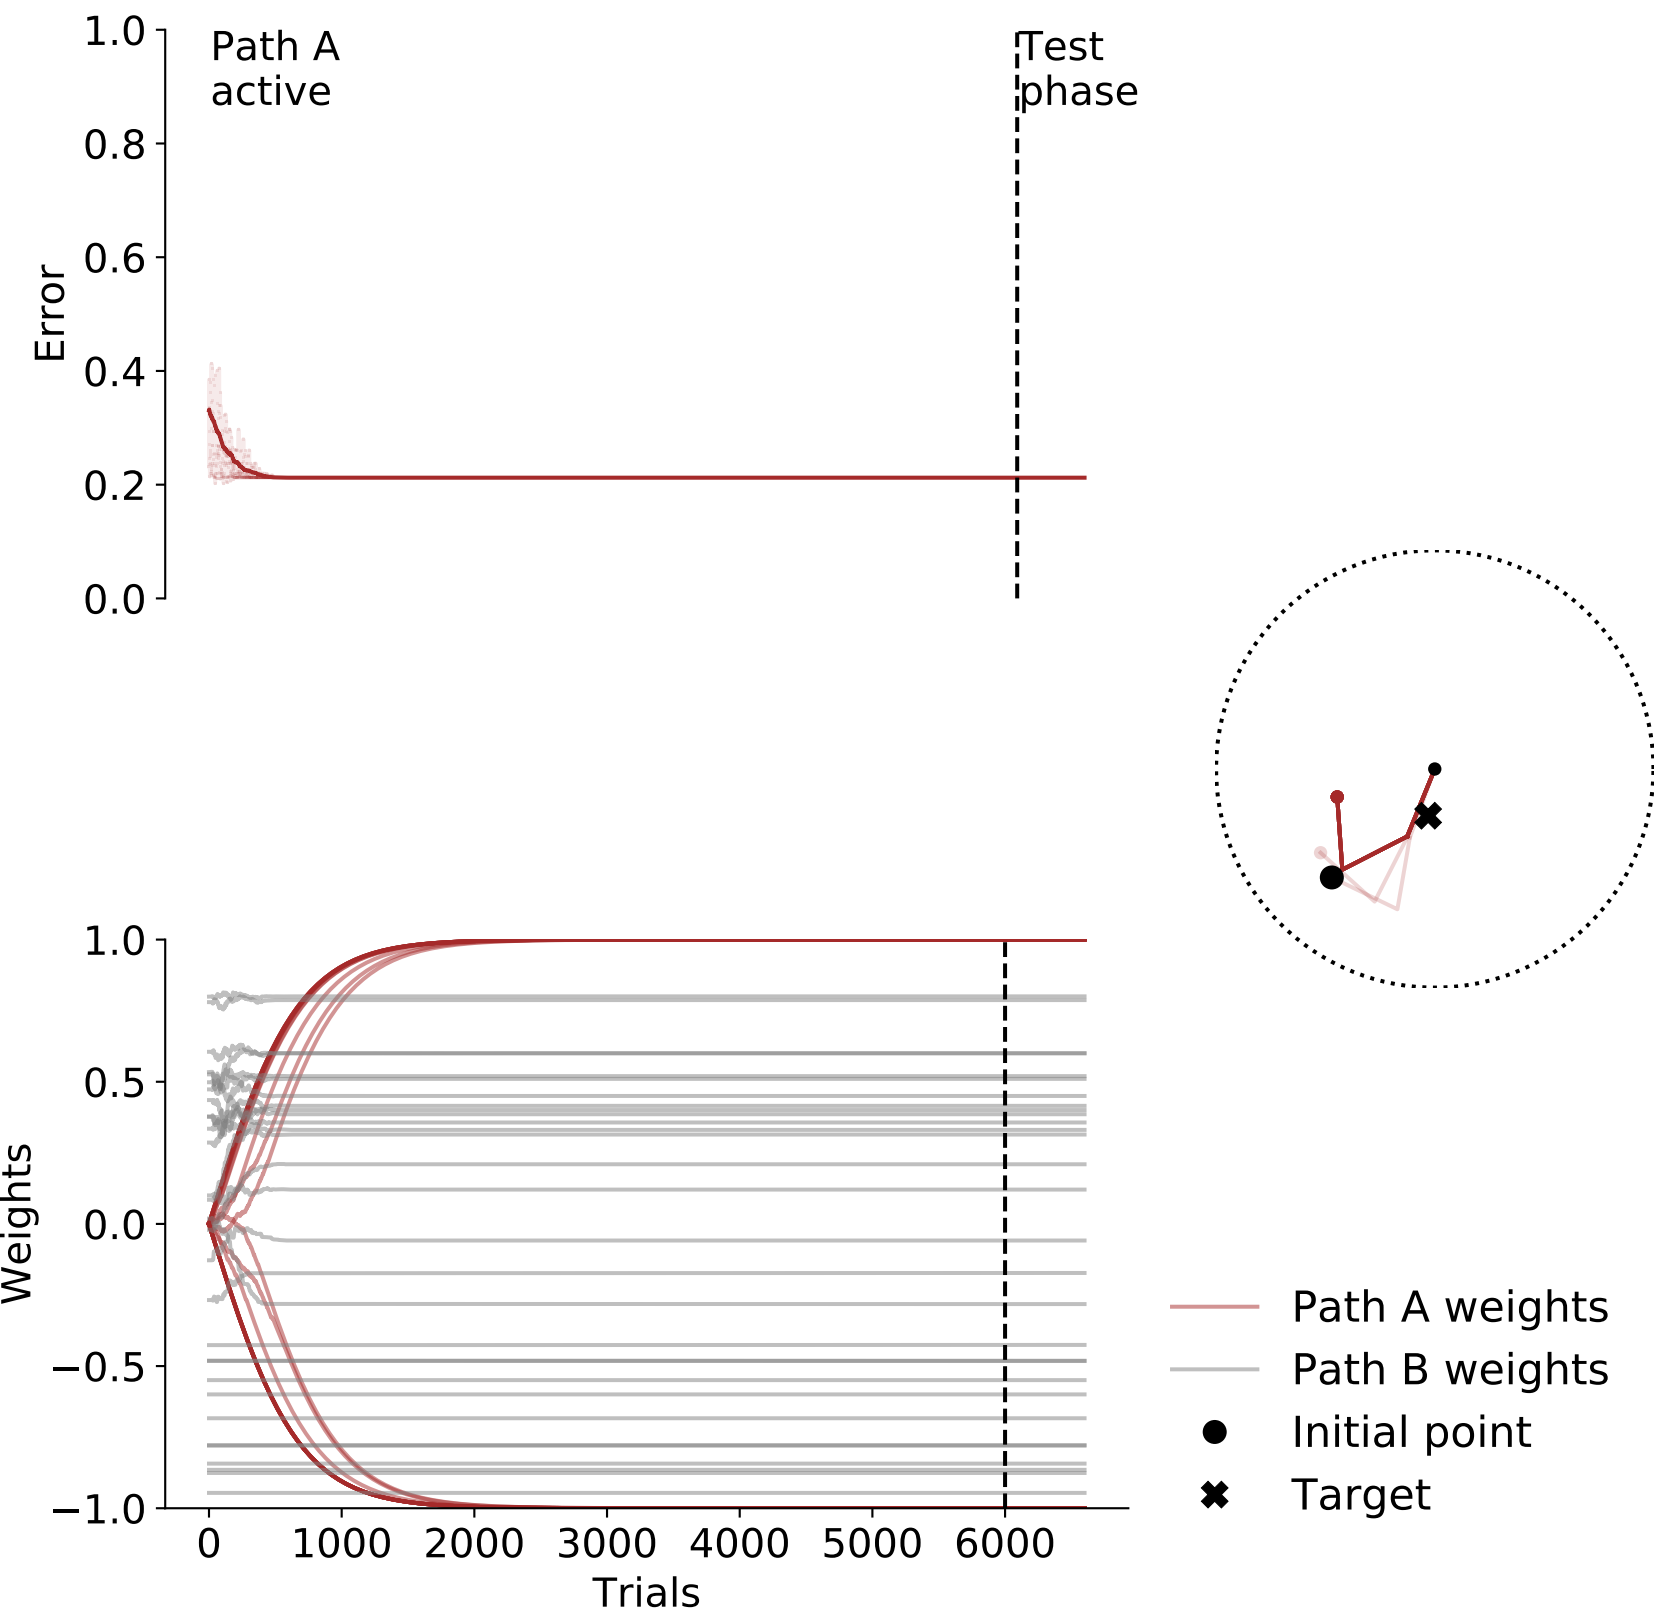 Path A
active
Test
phase
1.0
0.8
0.6
0.4
0.2
0.0
Error
1.0
0.5
0.0
−0.5
−1.0
Weights
0 1000 2000 3000 4000 5000 6000
Trials
Path A weights
Path B weights
Initial point
Target